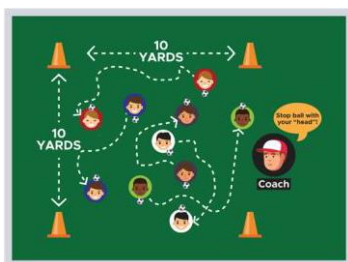 10
YARDS
10
YARDS
Stop ball with
your "head"!
Coach